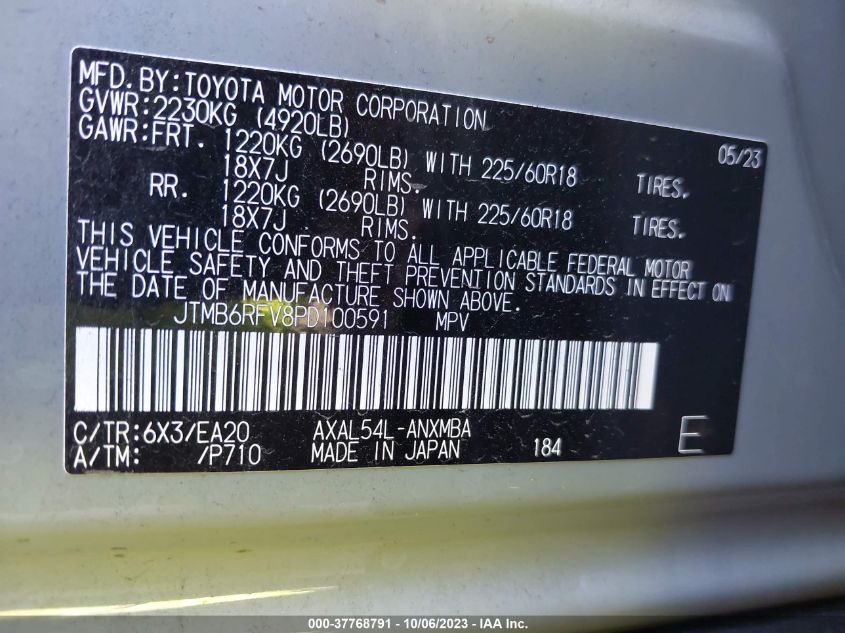 MFD. BY: TOYOTA MOTOR CORPORATION 05/23
GVWR: 2230KG (4920LB)
GAWR: FRT. 1220KG (2690LB) WITH 225/60R18 TIRES.
18X7J RIMS.
RR. 1220KG (2690LB) WITH 225/60R18 TIRES.
18X7J RIMS.
THIS VEHICLE CONFORMS TO ALL APPLICABLE FEDERAL MOTOR
VEHICLE SAFETY AND THEFT PREVENTION STANDARDS IN EFFECT ON
THE DATE OF MANUFACTURE SHOWN ABOVE.
JTMB6RFV8PD100591 MPV
C/TR: 6X3/EA20 AXAL54L-ANXMBA
A/TM: /P710 MADE IN JAPAN 184 E
000-37768791 - 10/06/2023 - IAA Inc.